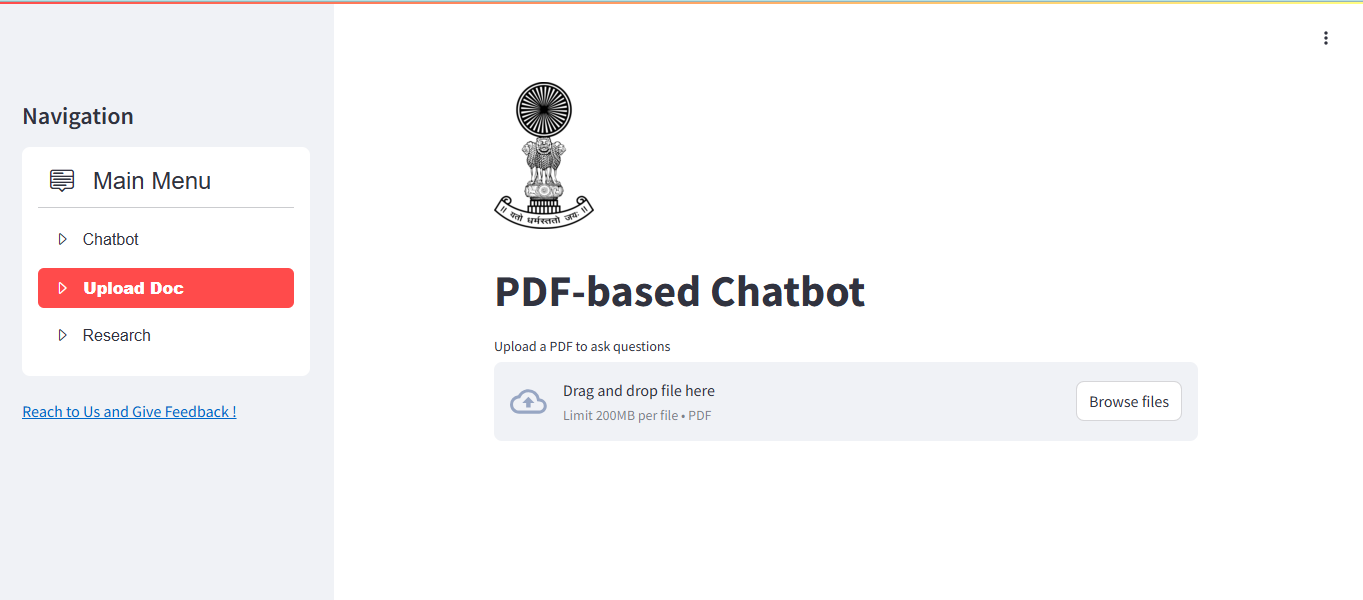 Navigation
Main Menu
Chatbot
Upload Doc
Research
Reach to Us and Give Feedback !
॥ यतो धर्मस्ततो जयः ॥
PDF-based Chatbot
Upload a PDF to ask questions
Drag and drop file here
Limit 200MB per file • PDF
Browse files